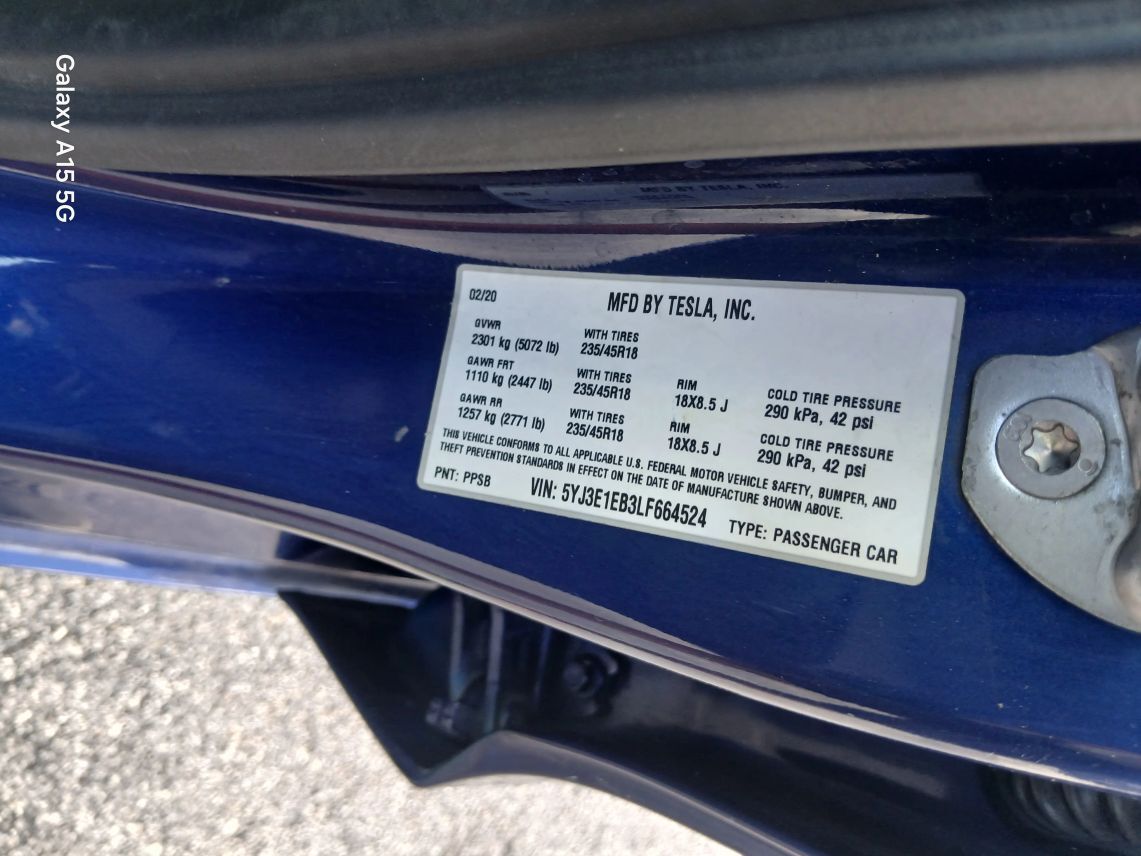 Galaxy A15 5G
MFD BY TESLA, INC.
02/20
MFD BY TESLA, INC.
GVWR
2301 kg (5072 lb)
WITH TIRES
235/45R18
GAWR FRT
1110 kg (2447 lb)
WITH TIRES
235/45R18
RIM
18X8.5 J
COLD TIRE PRESSURE
290 kPa, 42 psi
GAWR RR
1257 kg (2771 lb)
WITH TIRES
235/45R18
RIM
18X8.5 J
COLD TIRE PRESSURE
290 kPa, 42 psi
THIS VEHICLE CONFORMS TO ALL APPLICABLE U.S. FEDERAL MOTOR VEHICLE SAFETY, BUMPER, AND
THEFT PREVENTION STANDARDS IN EFFECT ON THE DATE OF MANUFACTURE SHOWN ABOVE.
PNT: PPSB
VIN: 5YJ3E1EB3LF664524
TYPE: PASSENGER CAR